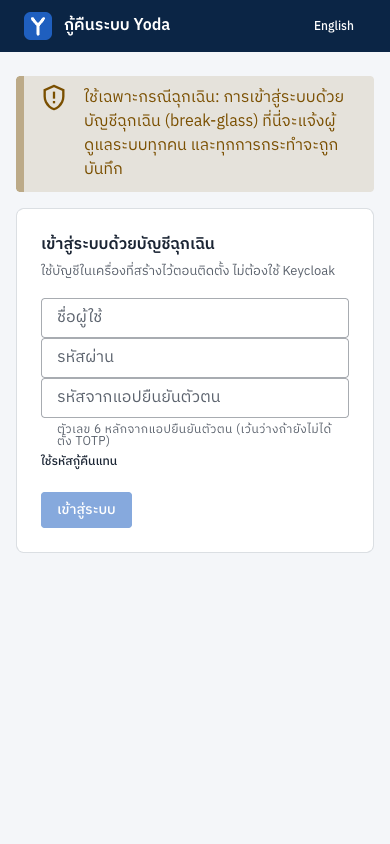 Y กู้คืนระบบ Yoda
English
ใช้เฉพาะกรณีฉุกเฉิน: การเข้าสู่ระบบด้วย
บัญชีฉุกเฉิน (break-glass) ที่นี่จะแจ้งผู้
ดูแลระบบทุกคน และทุกการกระทำจะถูก
บันทึก
เข้าสู่ระบบด้วยบัญชีฉุกเฉิน
ใช้บัญชีในเครื่องที่สร้างไว้ตอนติดตั้ง ไม่ต้องใช้ Keycloak
ชื่อผู้ใช้
รหัสผ่าน
รหัสจากแอปยืนยันตัวตน
ตัวเลข 6 หลักจากแอปยืนยันตัวตน (เว้นว่างถ้ายังไม่ได้
ตั้ง TOTP)
ใช้รหัสกู้คืนแทน
เข้าสู่ระบบ